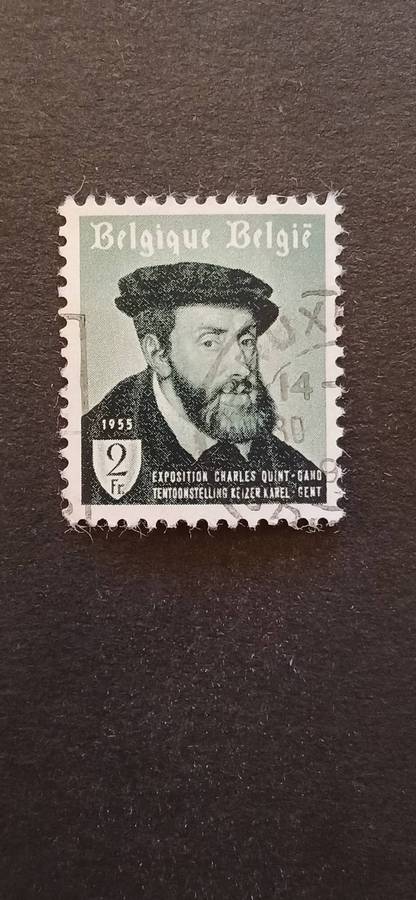 Belgique België
1955
2
Fr.
EXPOSITION CHARLES QUINT-GAND
TENTOONSTELLING KEIZER KAREL-GENT
14-